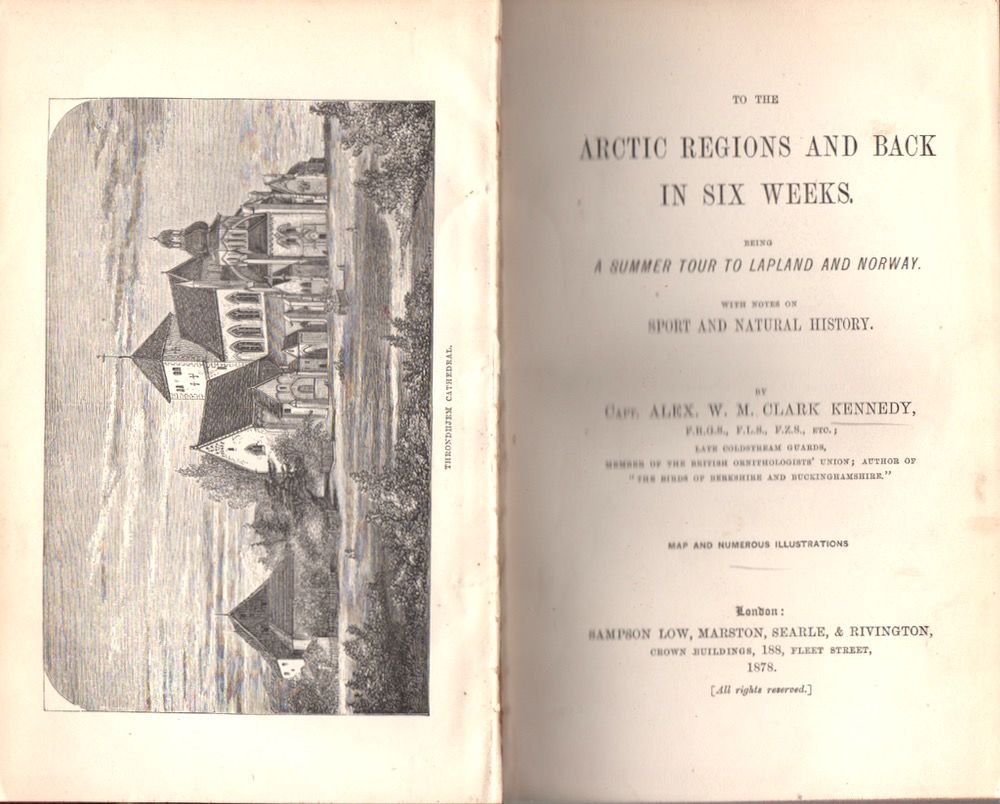 THRONDHJEM CATHEDRAL.
TO THE
ARCTIC REGIONS AND BACK
IN SIX WEEKS.
BEING
A SUMMER TOUR TO LAPLAND AND NORWAY.
WITH NOTES ON
SPORT AND NATURAL HISTORY.
BY
CAPT. ALEX. W. M. CLARK KENNEDY,
F.R.G.S., F.L.S., F.Z.S., ETC.;
LATE COLDSTREAM GUARDS,
MEMBER OF THE BRITISH ORNITHOLOGISTS' UNION; AUTHOR OF
"THE BIRDS OF BERKSHIRE AND BUCKINGHAMSHIRE."
MAP AND NUMEROUS ILLUSTRATIONS
London:
SAMPSON LOW, MARSTON, SEARLE, & RIVINGTON,
CROWN BUILDINGS, 188, FLEET STREET,
1878.
[All rights reserved.]